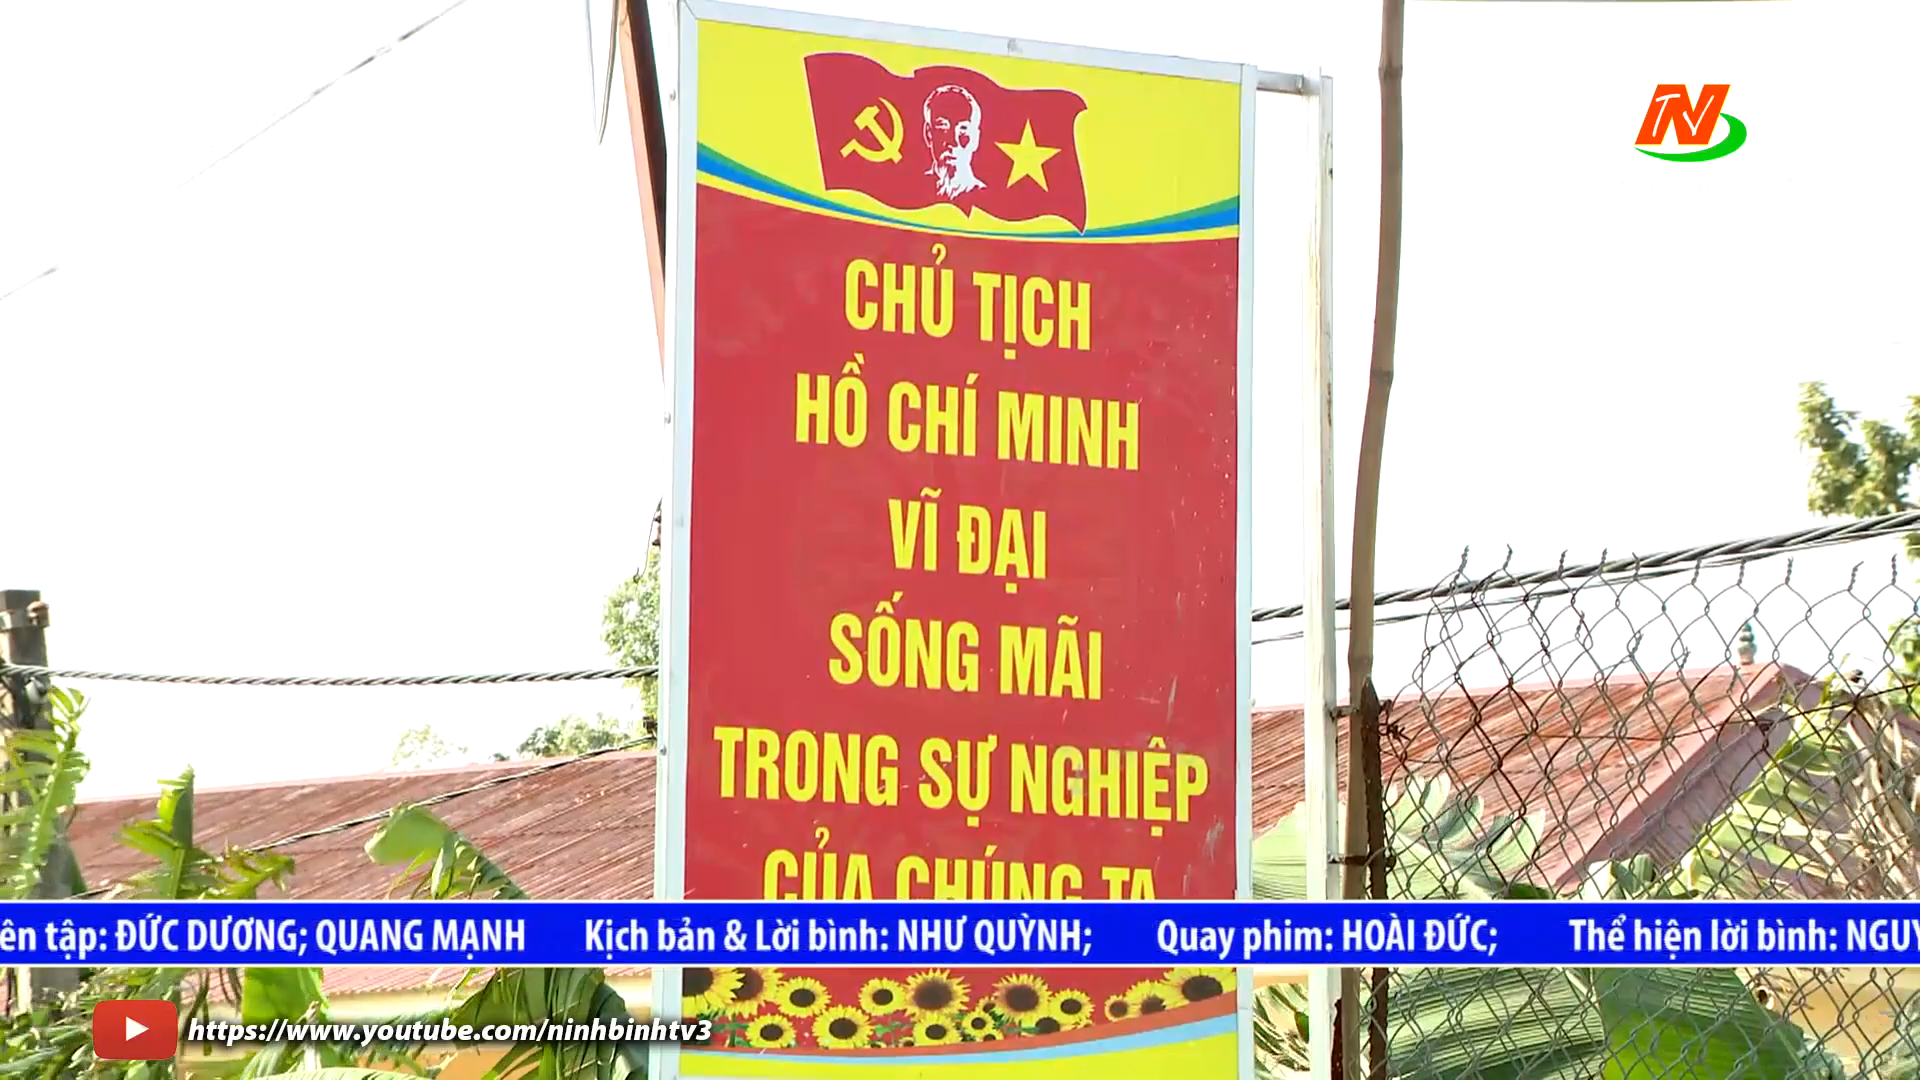 NTV
CHỦ TỊCH
HỒ CHÍ MINH
VĨ ĐẠI
SỐNG MÃI
TRONG SỰ NGHIỆP
CỦA CHÚNG TA
ên tập: ĐỨC DƯƠNG; QUANG MẠNH Kịch bản & Lời bình: NHƯ QUỲNH; Quay phim: HOÀI ĐỨC; Thể hiện lời bình: NGUY
https://www.youtube.com/ninhbinhtv3